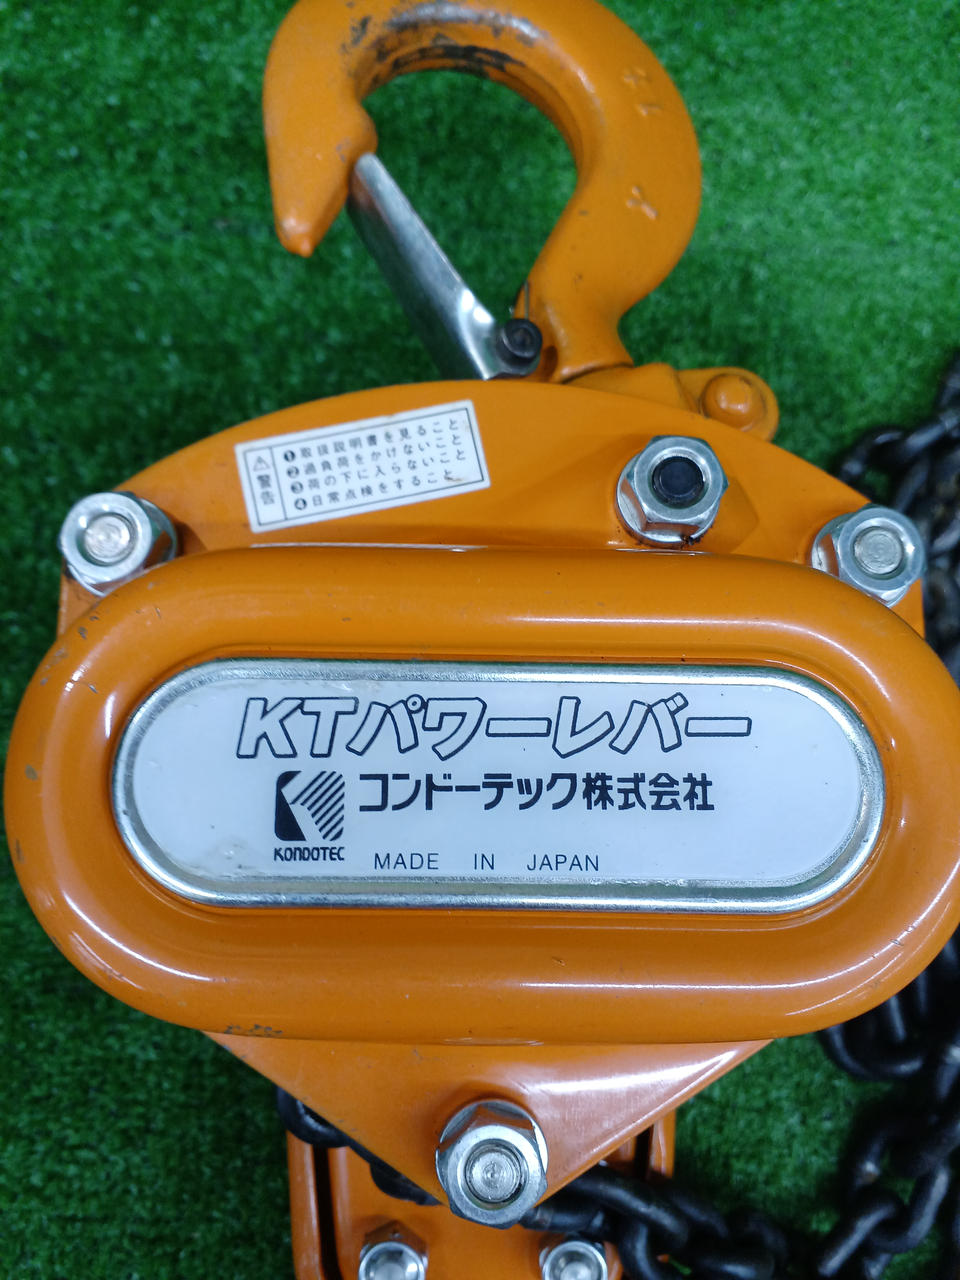 ⚠警告
❶取扱説明書を見ること
❷過負荷をかけないこと
❸荷の下に入らないこと
❹日常点検をすること
KTパワーレバー
コンドーテック株式会社
KONDOTEC
MADE IN JAPAN